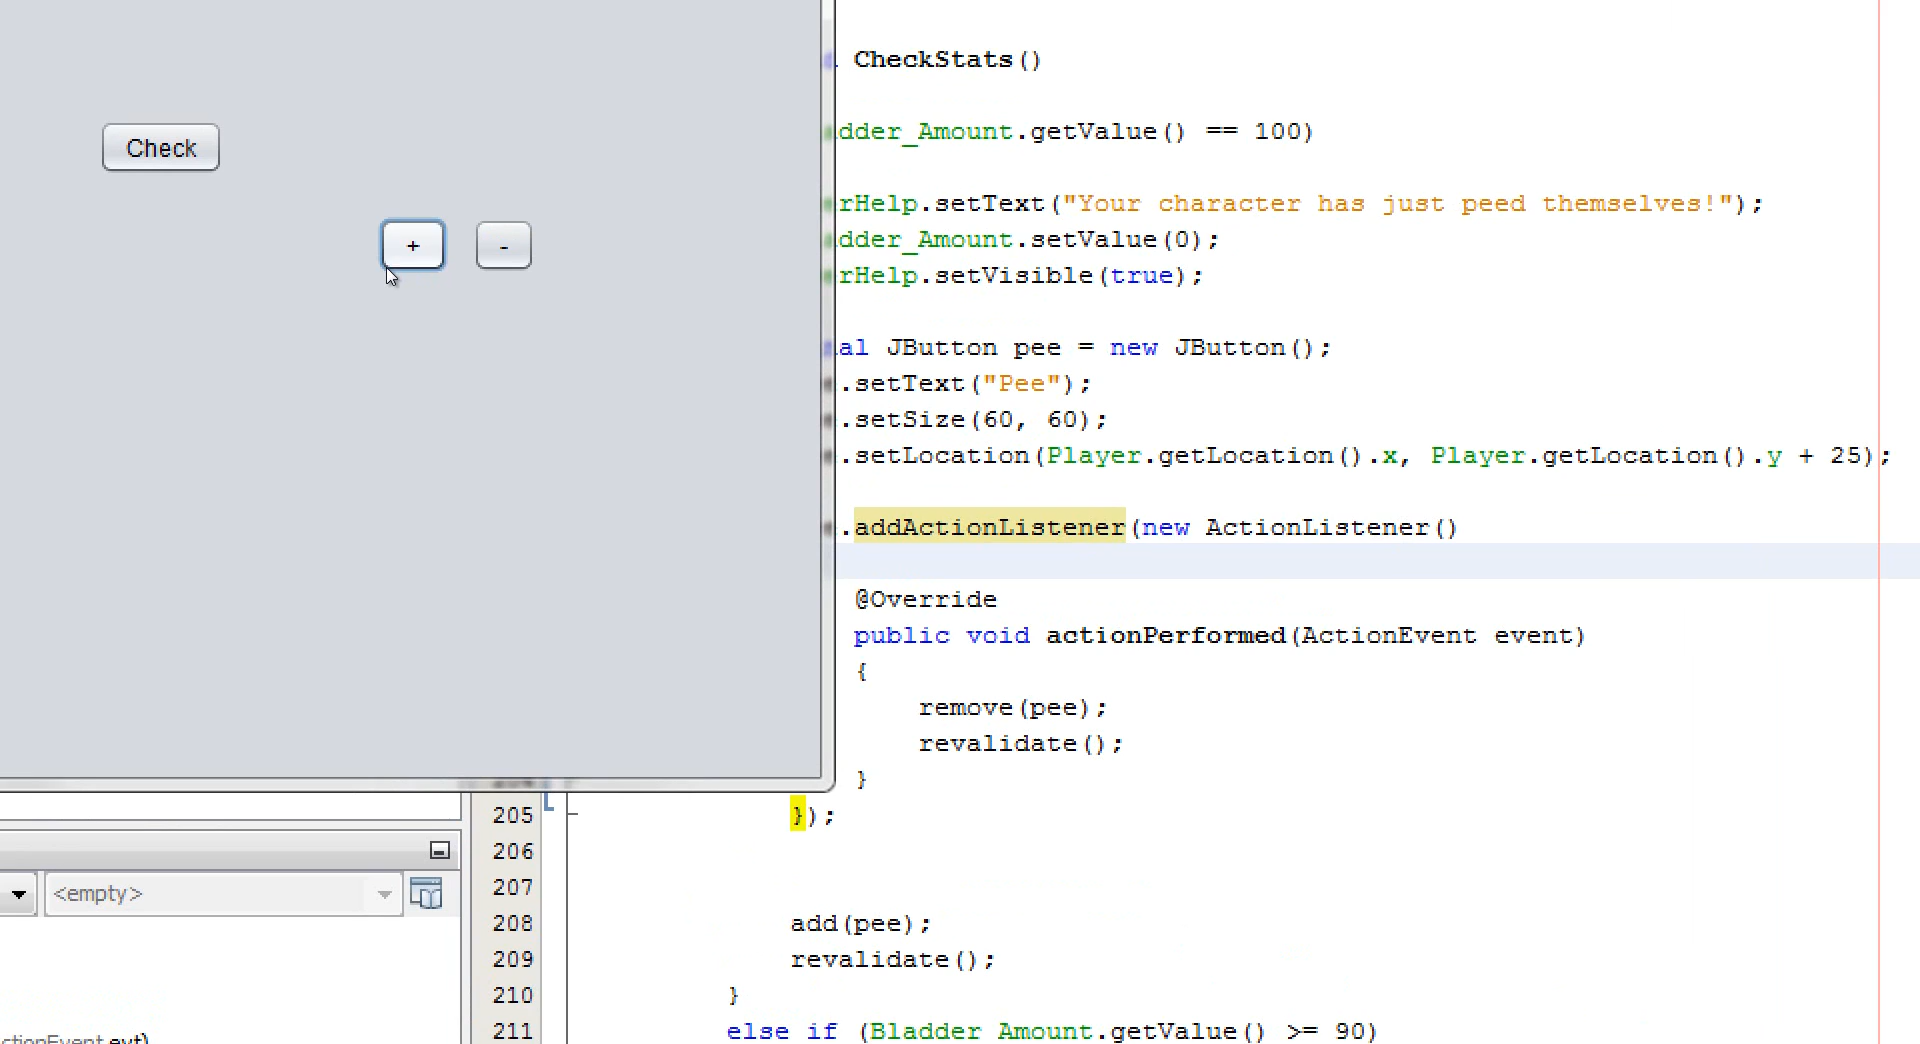 CheckStats()
Check
dder_Amount.getValue() == 100)
rHelp.setText("Your character has just peed themselves!");
+ -
dder_Amount.setValue(0);
rHelp.setVisible(true);
al JButton pee = new JButton();
.setText("Pee");
.setSize(60, 60);
.setLocation(Player.getLocation().x, Player.getLocation().y + 25);
.addActionListener(new ActionListener()
@Override
public void actionPerformed(ActionEvent event)
{
remove(pee);
revalidate();
}
205 });
206
<empty>
207
208 add(pee);
209 revalidate();
210 }
211 else if (Bladder_Amount.getValue() >= 90)
ctionEvent evt)